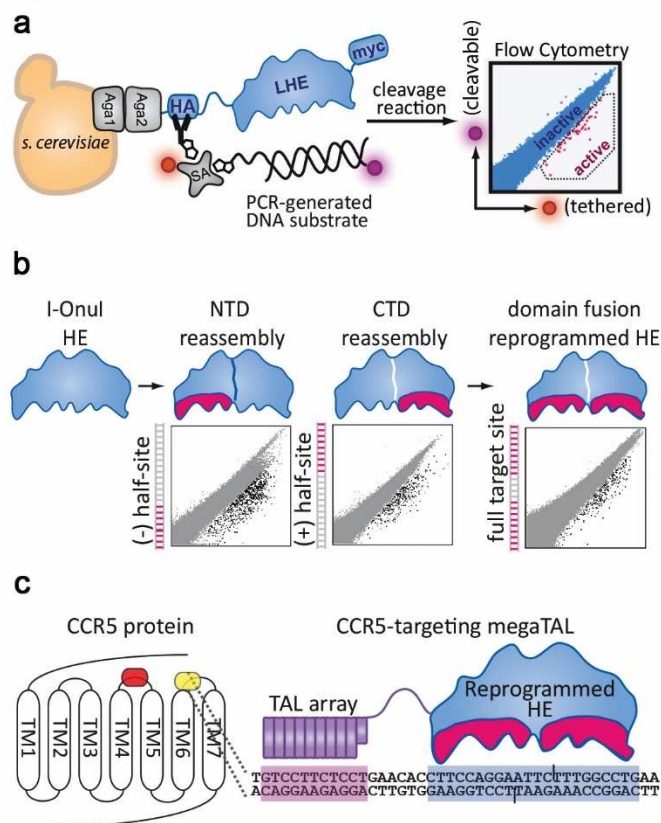 a
Aga1
Aga2
HA
LHE
myc
s. cerevisiae
SA
PCR-generated
DNA substrate
cleavage
reaction
Flow Cytometry
(cleavable)
inactive
active
(tethered)
b
I-OnuI
HE
NTD
reassembly
CTD
reassembly
domain fusion
reprogrammed HE
(-) half-site
(+) half-site
full target site
c
CCR5 protein
CCR5-targeting megaTAL
TM1
TM2
TM3
TM4
TM5
TM6
TM7
TAL array
Reprogrammed
HE
TGTCCTTCTCCTGAACACCTTCCAGGAATTCTTTGGCCTGAA
ACAGGAAGAGGACTTGTGGAAGGTCCTTAAGAAACCGGACTT